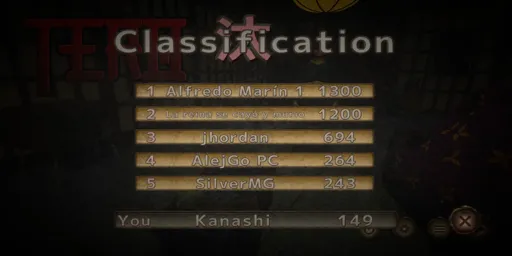 Classification
1 Alfredo Marin 1 1300
2 1200
3 jhordan 694
4 AlejGo PC 264
5 SilverMG 243
You Kanashi 149